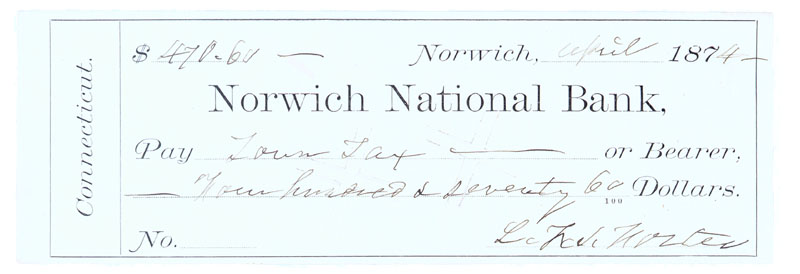 Connecticut.
$ 470.60 — Norwich, April 1874 —
Norwich National Bank,
Pay Town Tax — or Bearer,
— Four hundred & seventy 60/100 Dollars.
No.
L. F. S. Foster